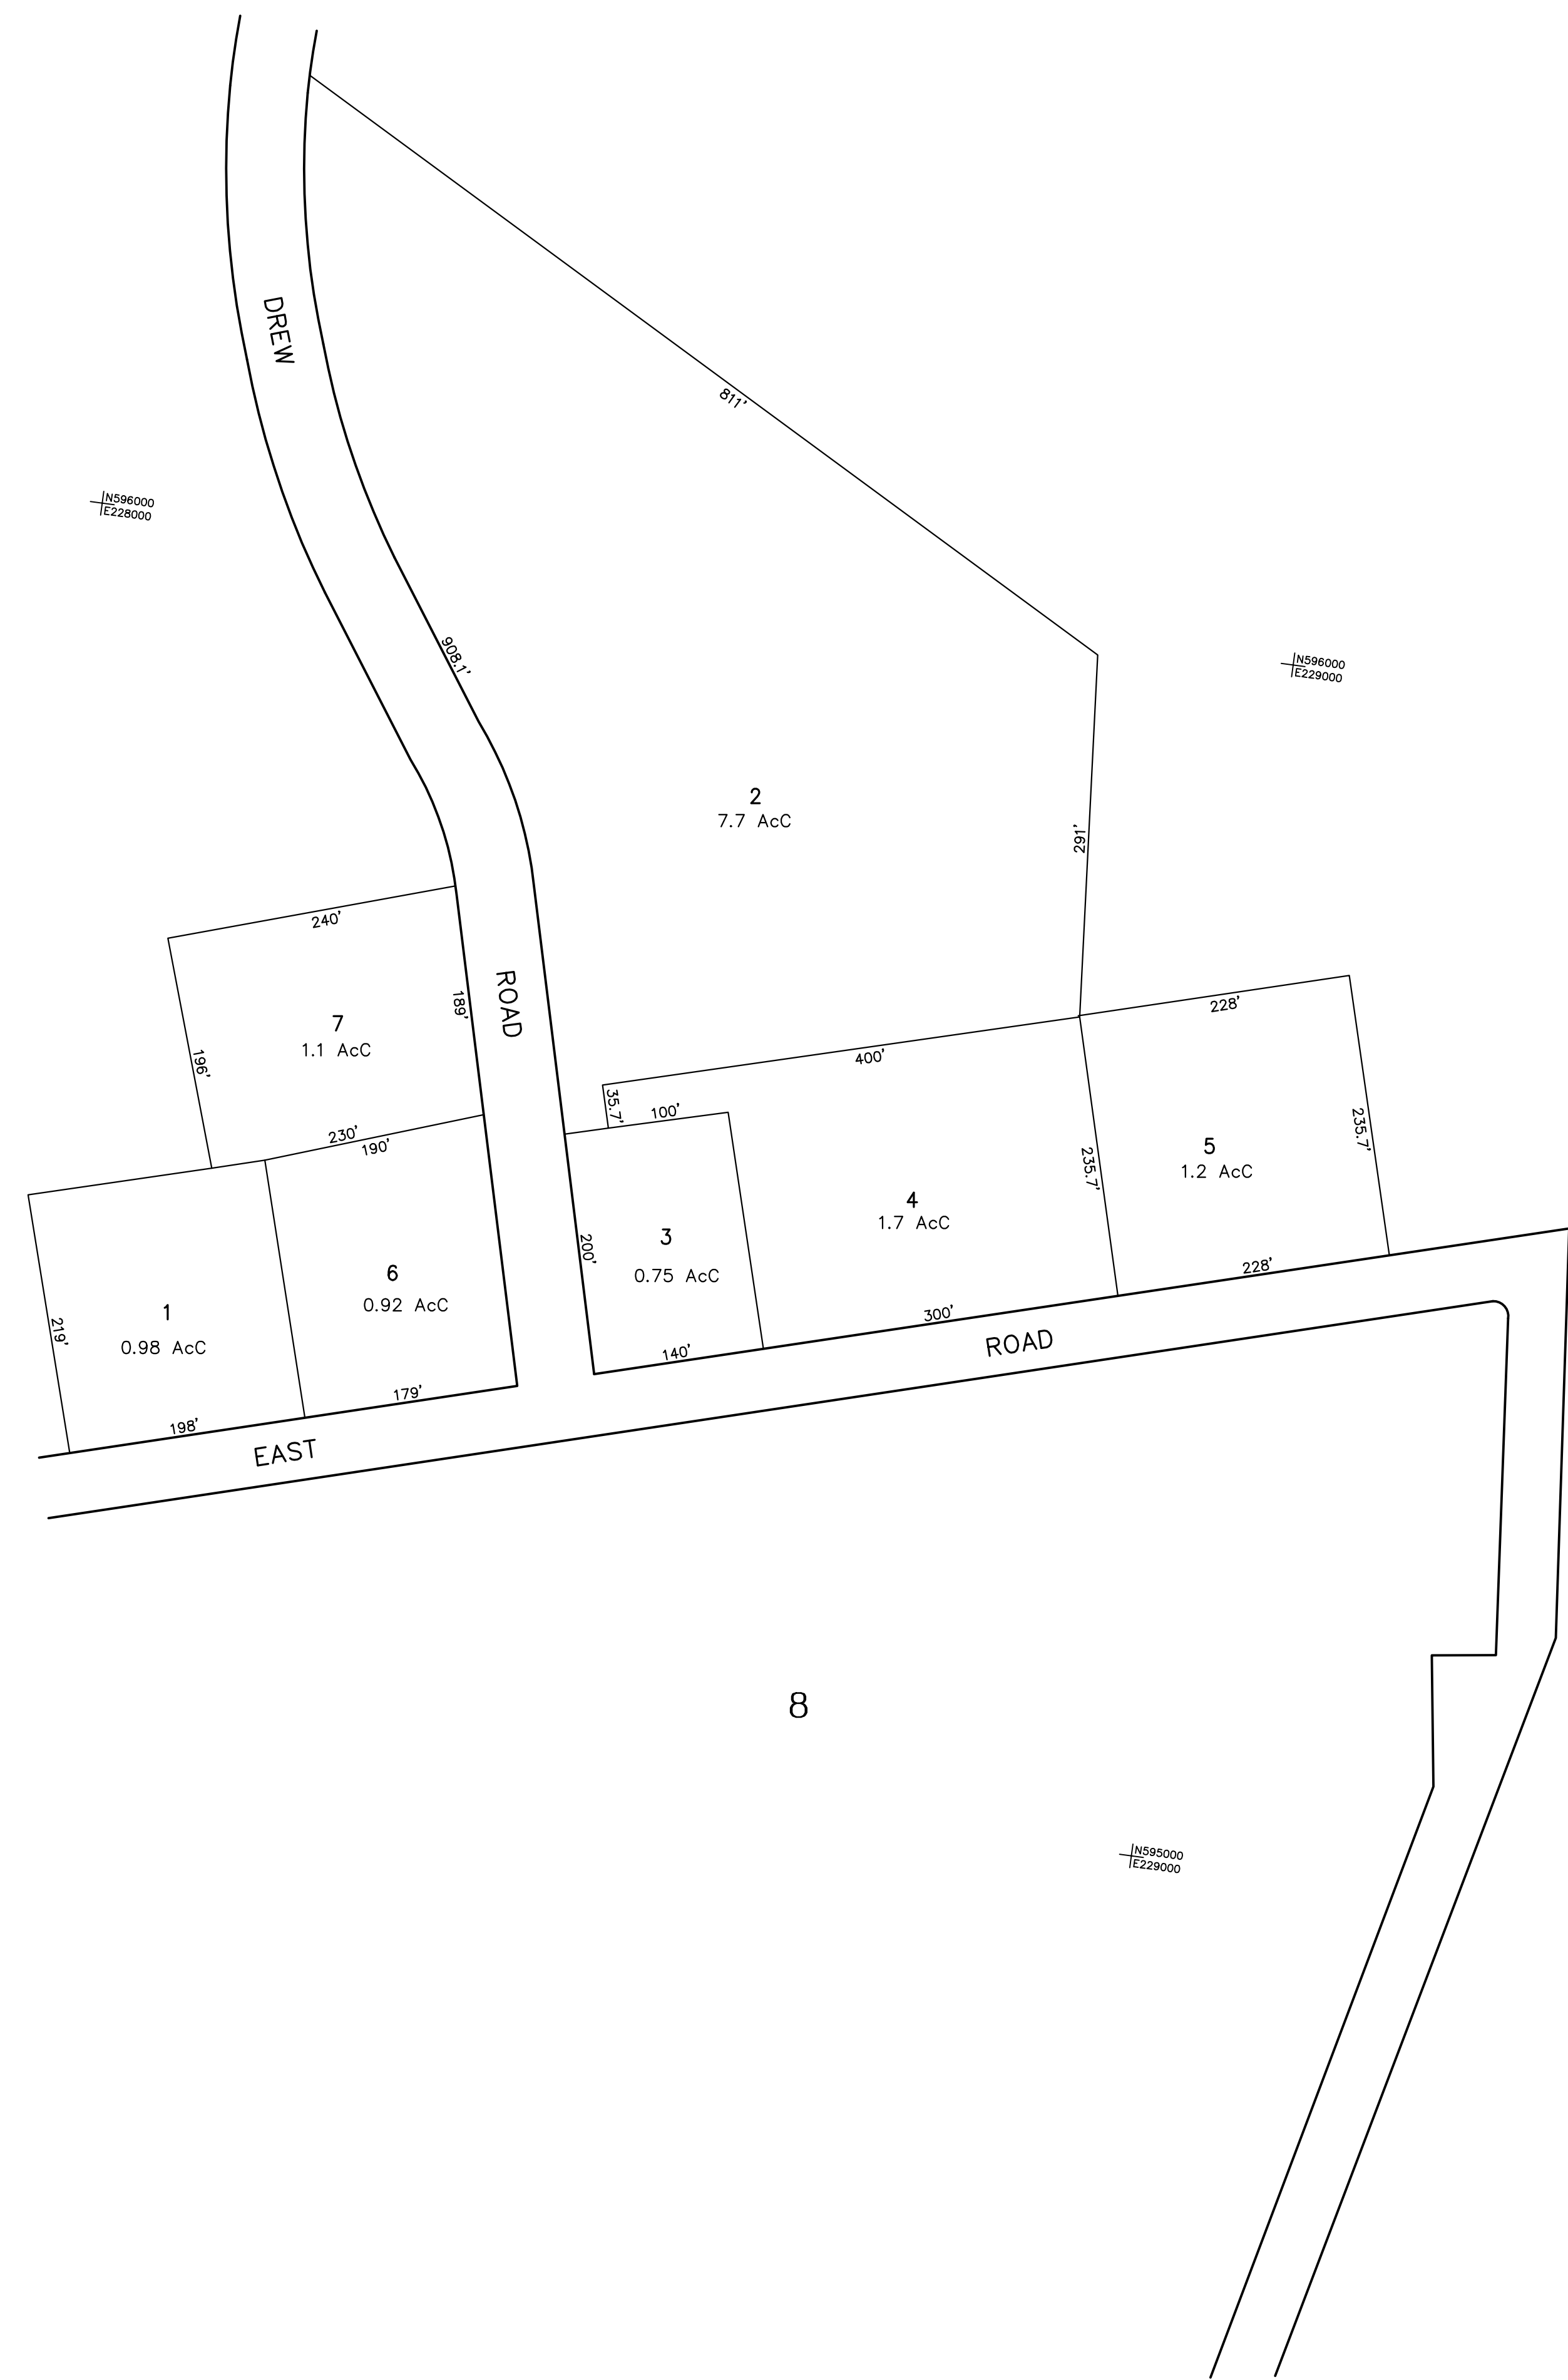 DREW
811'
N596000
E228000
908.1'
N596000
E229000
2
7.7 AcC
291'
240'
189'
ROAD
7
1.1 AcC
196'
228'
400'
35.7'
100'
230'
190'
235.7'
235.7'
5
1.2 AcC
4
1.7 AcC
3
0.75 AcC
200'
6
0.92 AcC
1
0.98 AcC
219'
228'
300'
140'
179'
198'
ROAD
EAST
8
N595000
E229000